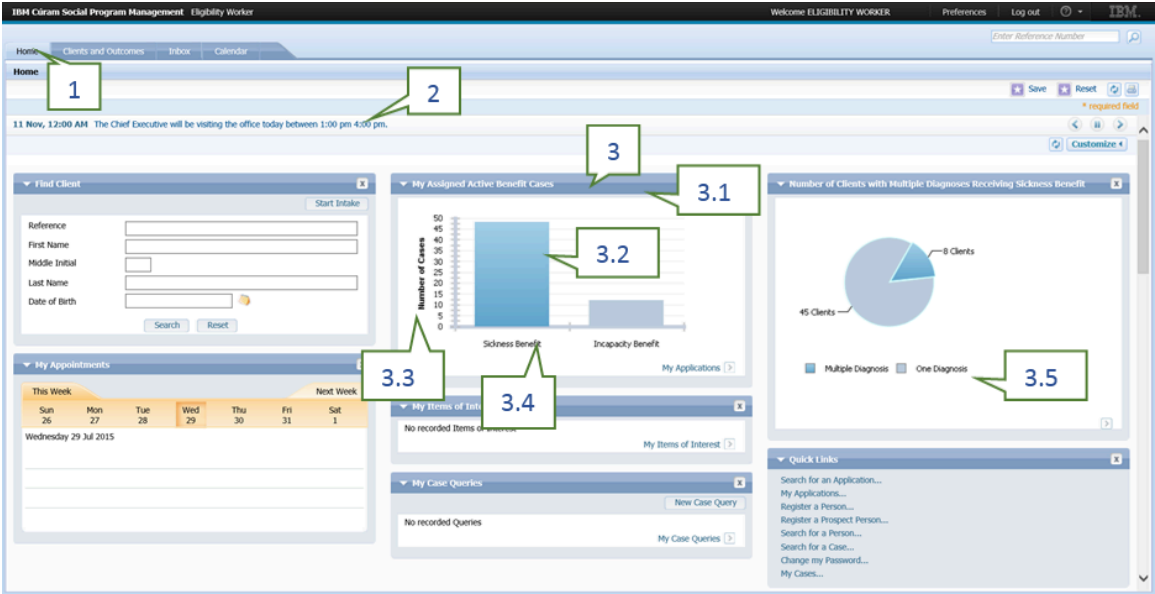 IBM Cúram Social Program Management Eligibility Worker
Welcome ELIGIBILITY WORKER Preferences Log out IBM.
Enter Reference Number
Home Clients and Outcomes Inbox Calendar
Home
1
2
Save Reset
* required field
11 Nov, 12:00 AM The Chief Executive will be visiting the office today between 1:00 pm 4:00 pm.
Customize
Find Client
Start Intake
Reference
First Name
Middle Initial
Last Name
Date of Birth
Search Reset
My Appointments
This Week Next Week
Sun Mon Tue Wed Thu Fri Sat
26 27 28 29 30 31 1
Wednesday 29 Jul 2015
3
3.1
My Assigned Active Benefit Cases
50
45
40
35
30
25
20
15
10
5
0
Number of Cases
3.2
Sickness Benefit Incapacity Benefit
My Applications
3.3
3.4
My Items of Inte
No recorded Items of Interest
My Items of Interest
My Case Queries
New Case Query
No recorded Queries
My Case Queries
Number of Clients with Multiple Diagnoses Receiving Sickness Benefit
8 Clients
45 Clients
Multiple Diagnosis One Diagnosis
3.5
Quick Links
Search for an Application...
My Applications...
Register a Person...
Register a Prospect Person...
Search for a Person...
Search for a Case...
Change my Password...
My Cases...